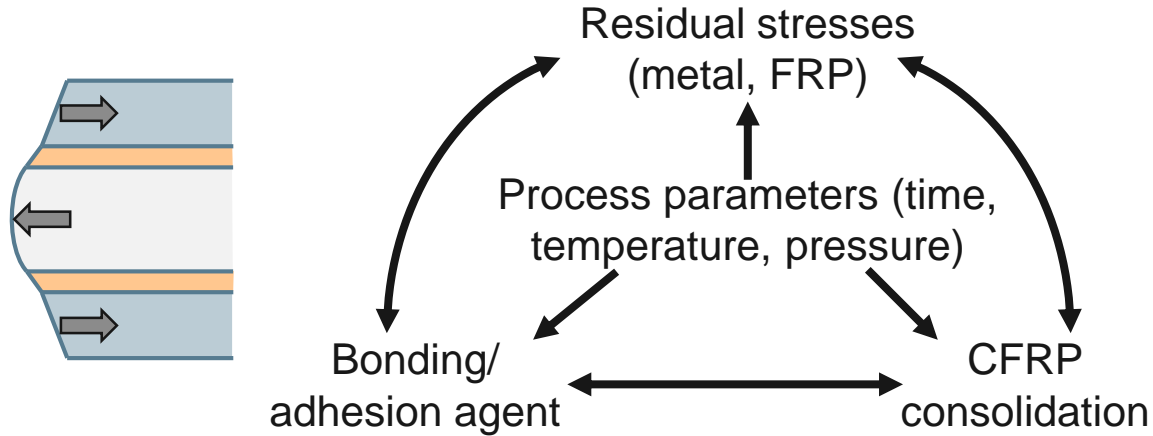 Residual stresses
(metal, FRP)
Process parameters (time,
temperature, pressure)
Bonding/
adhesion agent
CFRP
consolidation